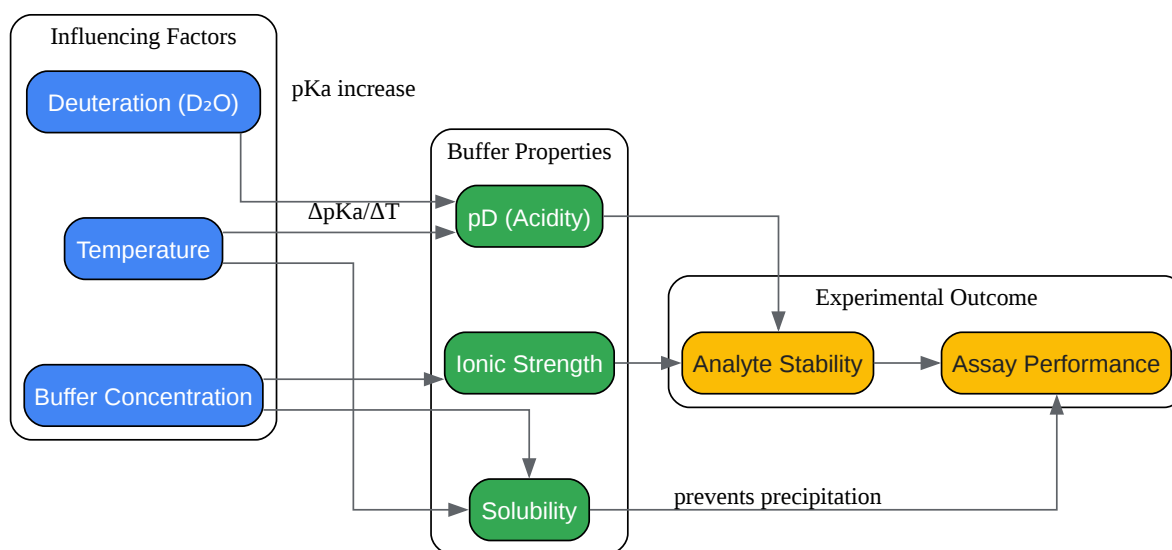 Influencing Factors
Deuteration (D₂O)
pKa increase
Buffer Properties
ΔpKa/ΔT
pD (Acidity)
Temperature
Experimental Outcome
Ionic Strength
Analyte Stability
Assay Performance
Buffer Concentration
Solubility
prevents precipitation